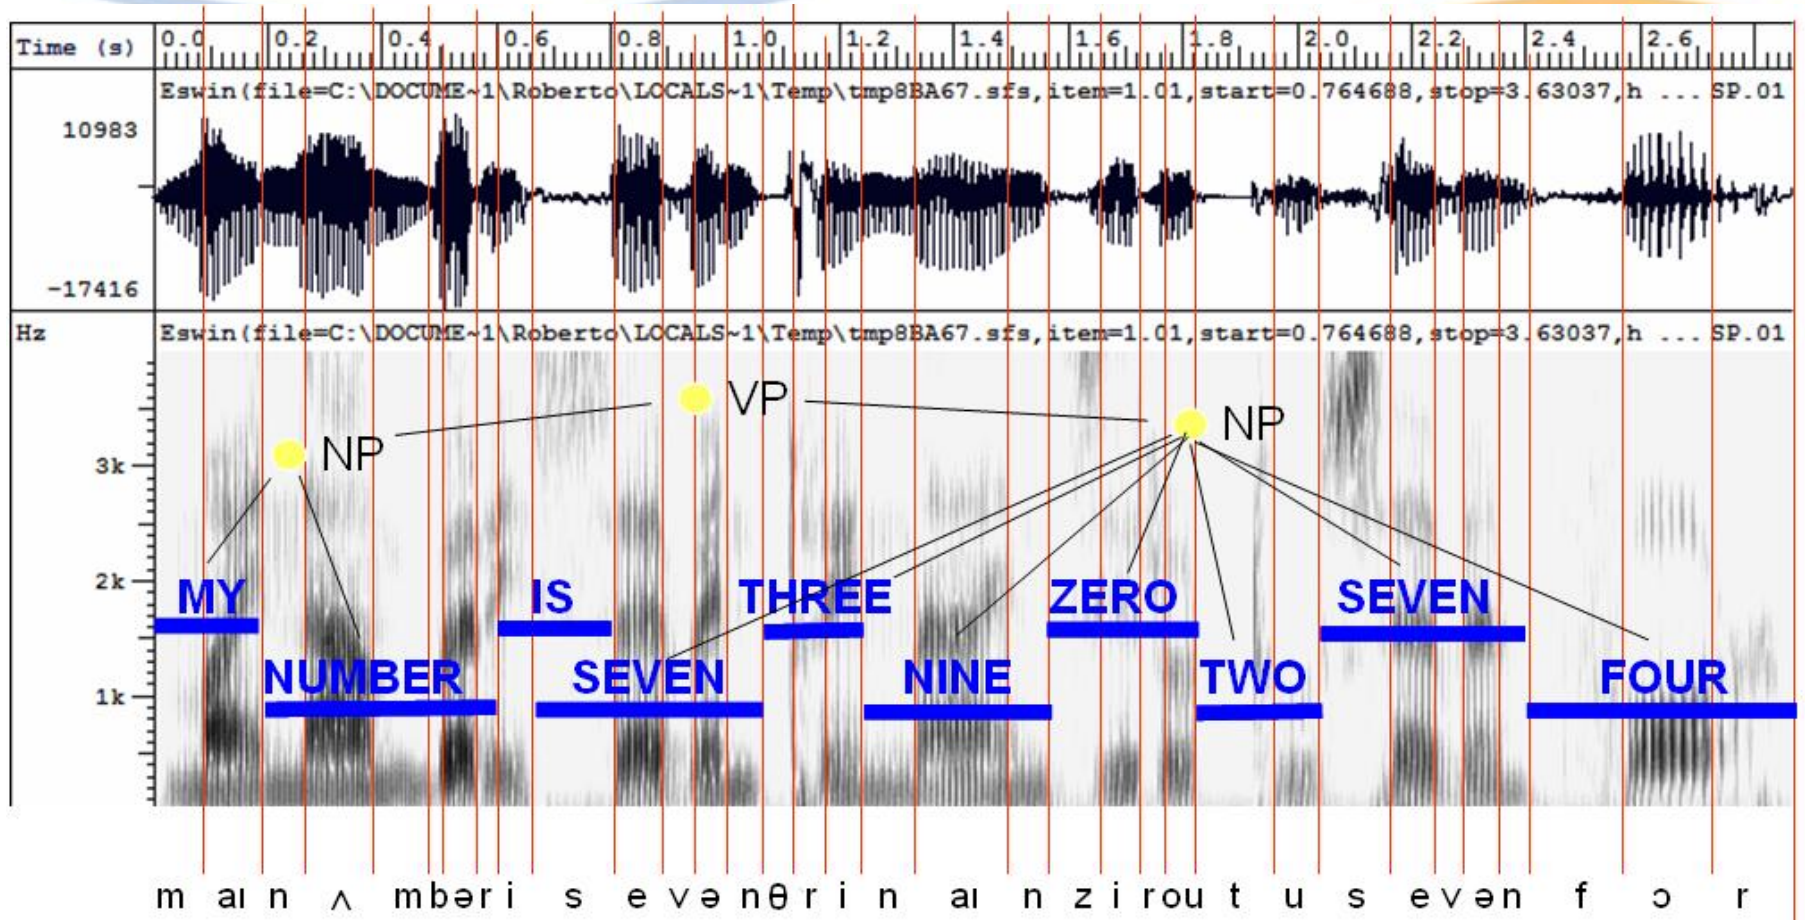 Time (s) 0.0 0.2 0.4 0.6 0.8 1.0 1.2 1.4 1.6 1.8 2.0 2.2 2.4 2.6
Eswin(file=C:\DOCUME~1\Roberto\LOCALS~1\Temp\tmp8BA67.sfs,item=1.01,start=0.764688,stop=3.63037,h ... SP.01
10983
-17416
Hz Eswin(file=C:\DOCUME~1\Roberto\LOCALS~1\Temp\tmp8BA67.sfs,item=1.01,start=0.764688,stop=3.63037,h ... SP.01
VP
NP
NP
3k
2k MY IS THREE ZERO SEVEN
1k NUMBER SEVEN NINE TWO FOUR
m aı n ʌ m b ə r i s e v ə n θ r i n aı n z i r o u t u s e v ə n f ɔ r